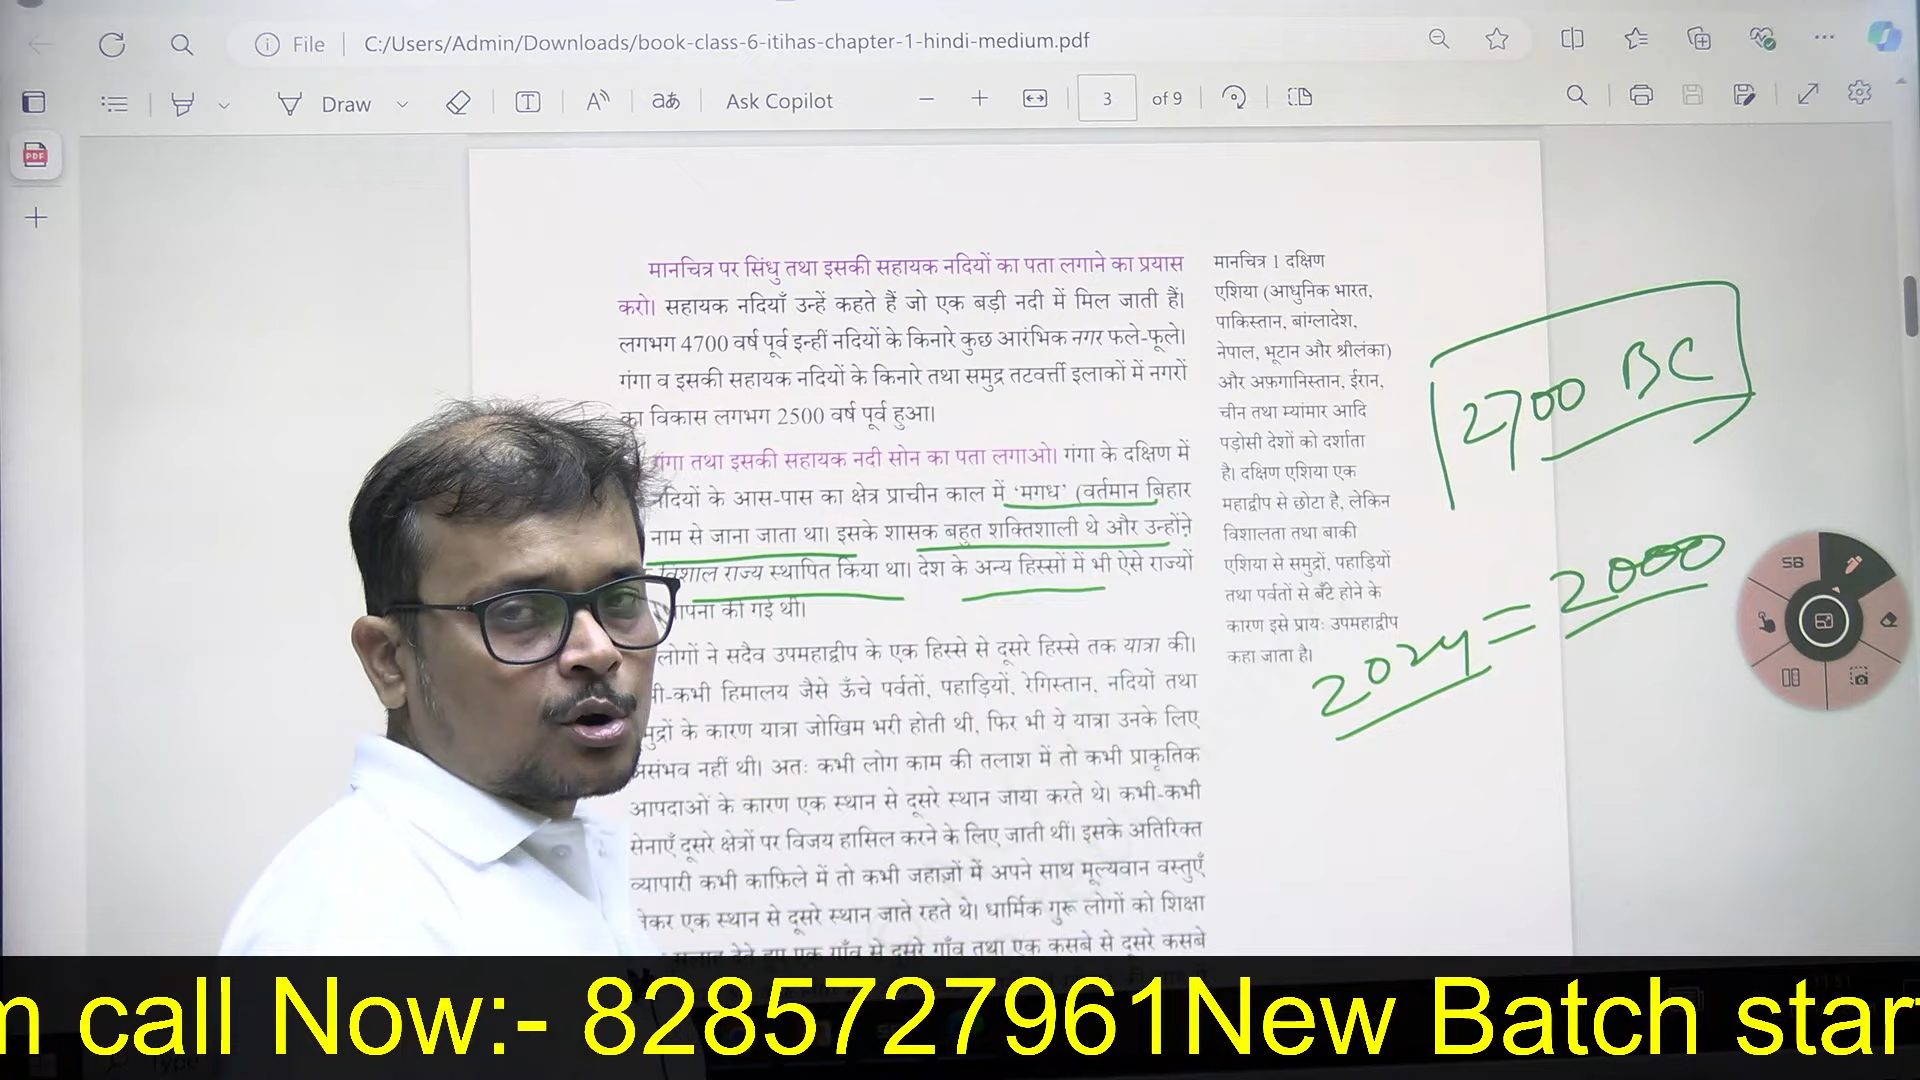 File C:/Users/Admin/Downloads/book-class-6-itihas-chapter-1-hindi-medium.pdf
Draw Ask Copilot 3 of 9
PDF
मानचित्र पर सिंधु तथा इसकी सहायक नदियों का पता लगाने का प्रयास
करो। सहायक नदियाँ उन्हें कहते हैं जो एक बड़ी नदी में मिल जाती हैं।
लगभग 4700 वर्ष पूर्व इन्हीं नदियों के किनारे कुछ आरंभिक नगर फले-फूले।
गंगा व इसकी सहायक नदियों के किनारे तथा समुद्र तटवर्त्ती इलाकों में नगरों
का विकास लगभग 2500 वर्ष पूर्व हुआ।
गंगा तथा इसकी सहायक नदी सोन का पता लगाओ। गंगा के दक्षिण में
नदियों के आस-पास का क्षेत्र प्राचीन काल में 'मगध' (वर्तमान बिहार
नाम से जाना जाता था। इसके शासक बहुत शक्तिशाली थे और उन्होंने
विशाल राज्य स्थापित किया था। देश के अन्य हिस्सों में भी ऐसे राज्यों
की गई थी।
लोगों ने सदैव उपमहाद्वीप के एक हिस्से से दूसरे हिस्से तक यात्रा की।
हिमालय जैसे ऊँचे पर्वतों, पहाड़ियों, रेगिस्तान, नदियों तथा
के कारण यात्रा जोखिम भरी होती थी, फिर भी ये यात्रा उनके लिए
असंभव नहीं थी। अतः कभी लोग काम की तलाश में तो कभी प्राकृतिक
आपदाओं के कारण एक स्थान से दूसरे स्थान जाया करते थे। कभी-कभी
सेनाएँ दूसरे क्षेत्रों पर विजय हासिल करने के लिए जाती थीं। इसके अतिरिक्त
व्यापारी कभी काफ़िले में तो कभी जहाज़ों में अपने साथ मूल्यवान वस्तुएँ
लेकर एक स्थान से दूसरे स्थान जाते रहते थे। धार्मिक गुरू लोगों को शिक्षा
देते हुए एक गाँव से दूसरे गाँव तथा एक कसबे से दूसरे कसबे
मानचित्र 1 दक्षिण
एशिया (आधुनिक भारत,
पाकिस्तान, बांग्लादेश,
नेपाल, भूटान और श्रीलंका)
और अफ़गानिस्तान, ईरान,
चीन तथा म्यांमार आदि
पड़ोसी देशों को दर्शाता
है। दक्षिण एशिया एक
महाद्वीप से छोटा है, लेकिन
विशालता तथा बाकी
एशिया से समुद्रों, पहाड़ियों
तथा पर्वतों से बँटे होने के
कारण इसे प्रायः उपमहाद्वीप
कहा जाता है।
2700 BC
2024 = 2000
SB
m call Now:- 8285727961New Batch star